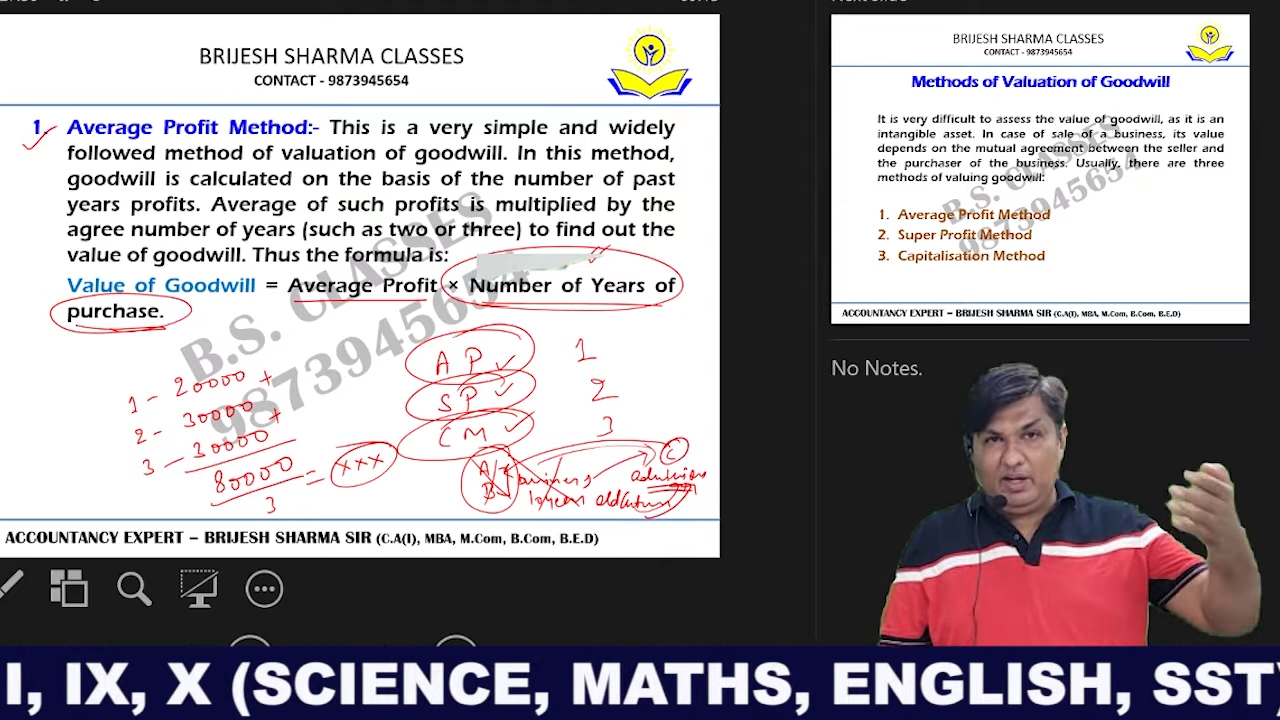 BRIJESH SHARMA CLASSES
CONTACT - 9873945654
1. Average Profit Method:- This is a very simple and widely
followed method of valuation of goodwill. In this method,
goodwill is calculated on the basis of the number of past
years profits. Average of such profits is multiplied by the
agree number of years (such as two or three) to find out the
value of goodwill. Thus the formula is:
Value of Goodwill = Average Profit × Number of Years of
purchase.
B.S. CLASSES
9873945654
1 - 20000 +
2 - 30000 +
3 - 30000
80000 = xxx
3
A P 1
S P 2
C M 3
A
B
C
ACCOUNTANCY EXPERT – BRIJESH SHARMA SIR (C.A(I), MBA, M.Com, B.Com, B.E.D)
BRIJESH SHARMA CLASSES
CONTACT - 9873945654
Methods of Valuation of Goodwill
It is very difficult to assess the value of goodwill, as it is an
intangible asset. In case of sale of a business, its value
depends on the mutual agreement between the seller and
the purchaser of the business. Usually, there are three
methods of valuing goodwill:
1. Average Profit Method
2. Super Profit Method
3. Capitalisation Method
B.S. CLASSES
9873945654
ACCOUNTANCY EXPERT – BRIJESH SHARMA SIR (C.A(I), MBA, M.Com, B.Com, B.E.D)
No Notes.
I, IX, X (SCIENCE, MATHS, ENGLISH, SST)